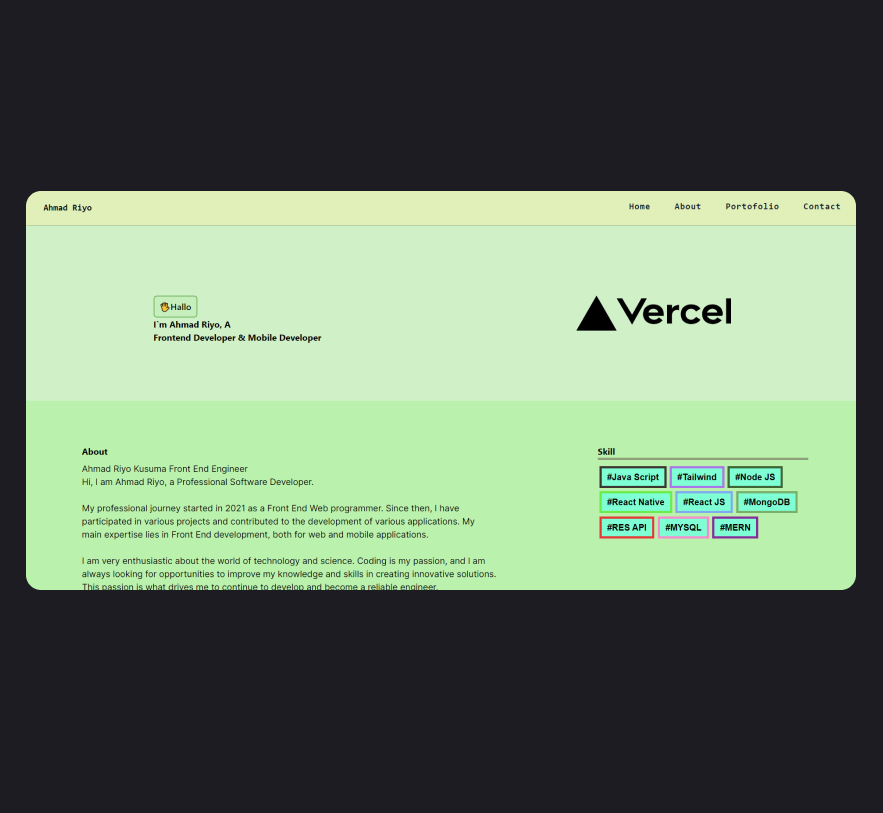 Ahmad Riyo
Home About Portofolio Contact
👋Hallo
I`m Ahmad Riyo, A
Frontend Developer & Mobile Developer
Vercel
About
Ahmad Riyo Kusuma Front End Engineer
Hi, I am Ahmad Riyo, a Professional Software Developer.
My professional journey started in 2021 as a Front End Web programmer. Since then, I have
participated in various projects and contributed to the development of various applications. My
main expertise lies in Front End development, both for web and mobile applications.
I am very enthusiastic about the world of technology and science. Coding is my passion, and I am
always looking for opportunities to improve my knowledge and skills in creating innovative solutions.
This passion is what drives me to continue to develop and become a reliable engineer.
Skill
#Java Script #Tailwind #Node JS
#React Native #React JS #MongoDB
#RES API #MYSQL #MERN